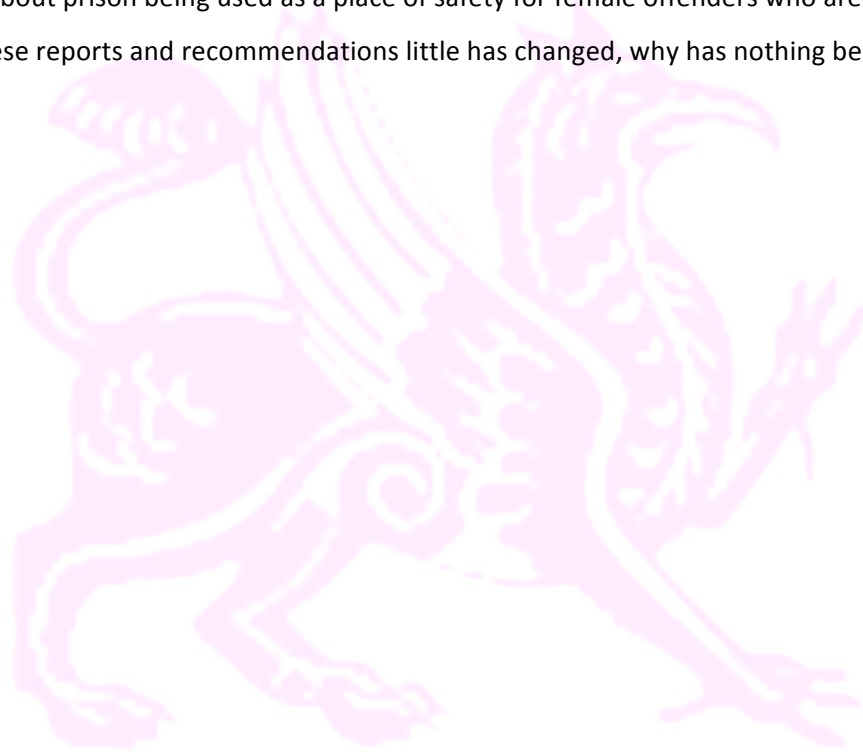 bout prison being used as a place of safety for female offenders who are
ese reports and recommendations little has changed, why has nothing be